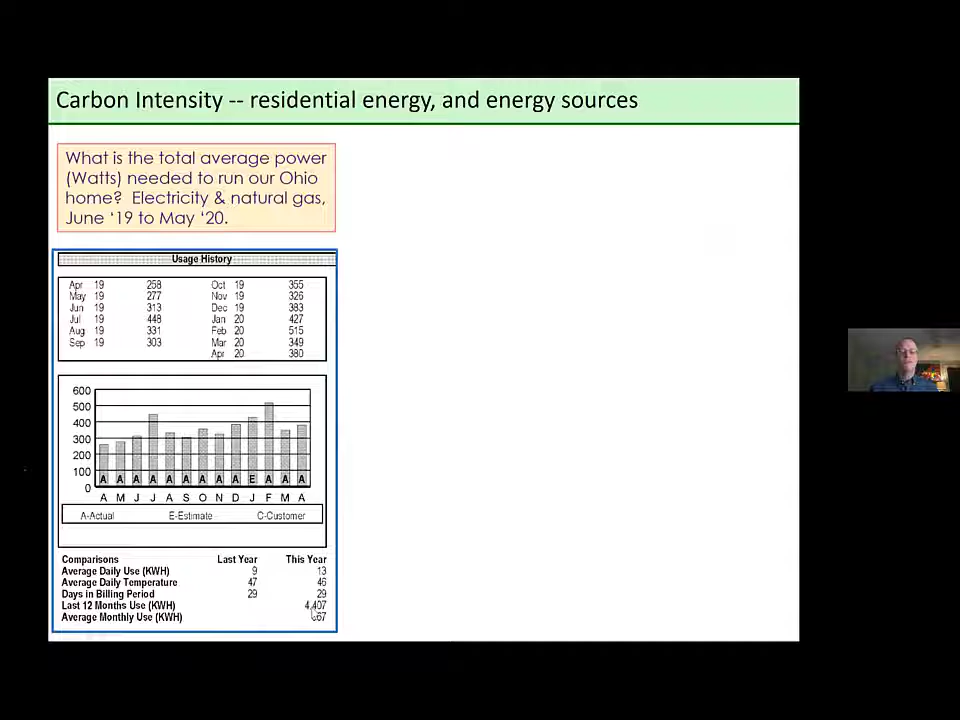 Carbon Intensity -- residential energy, and energy sources
What is the total average power
(Watts) needed to run our Ohio
home? Electricity & natural gas,
June ‘19 to May ‘20.
Usage History
Apr 19 258 Oct 19 355
May 19 277 Nov 19 326
Jun 19 313 Dec 19 383
Jul 19 448 Jan 20 427
Aug 19 331 Feb 20 515
Sep 19 303 Mar 20 349
Apr 20 380
600
500
400
300
200
100
0
A A A A A A A A A E A A A
A M J J A S O N D J F M A
A-Actual E-Estimate C-Customer
Comparisons Last Year This Year
Average Daily Use (KWH) 9 13
Average Daily Temperature 47 46
Days in Billing Period 29 29
Last 12 Months Use (KWH) 4,407
Average Monthly Use (KWH)